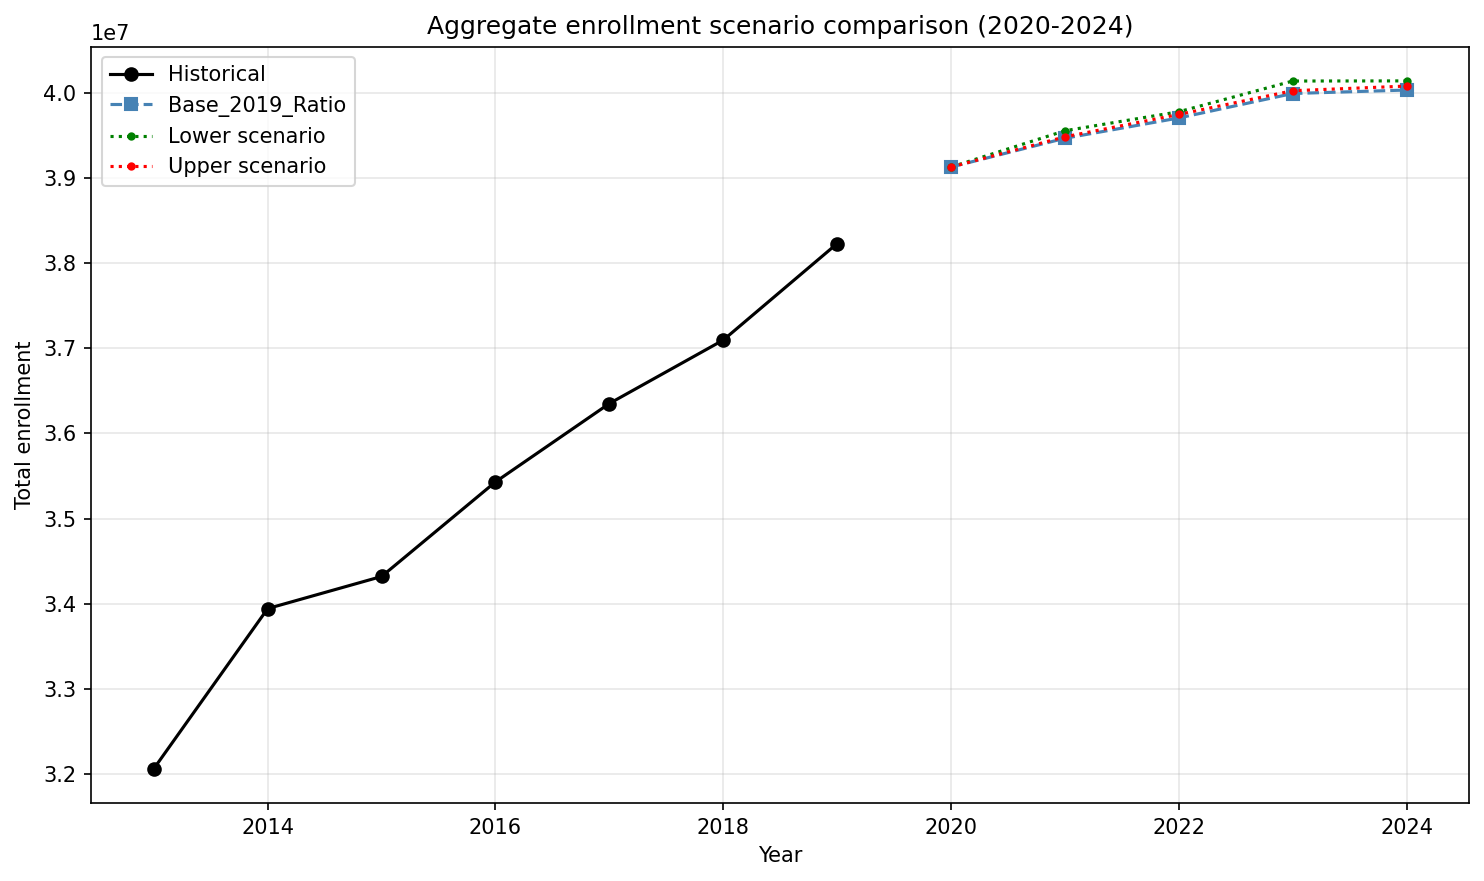 Aggregate enrollment scenario comparison (2020-2024)
1e7
Historical
Base_2019_Ratio
Lower scenario
Upper scenario
4.0
3.9
3.8
3.7
3.6
3.5
3.4
3.3
3.2
Total enrollment
2014 2016 2018 2020 2022 2024
Year